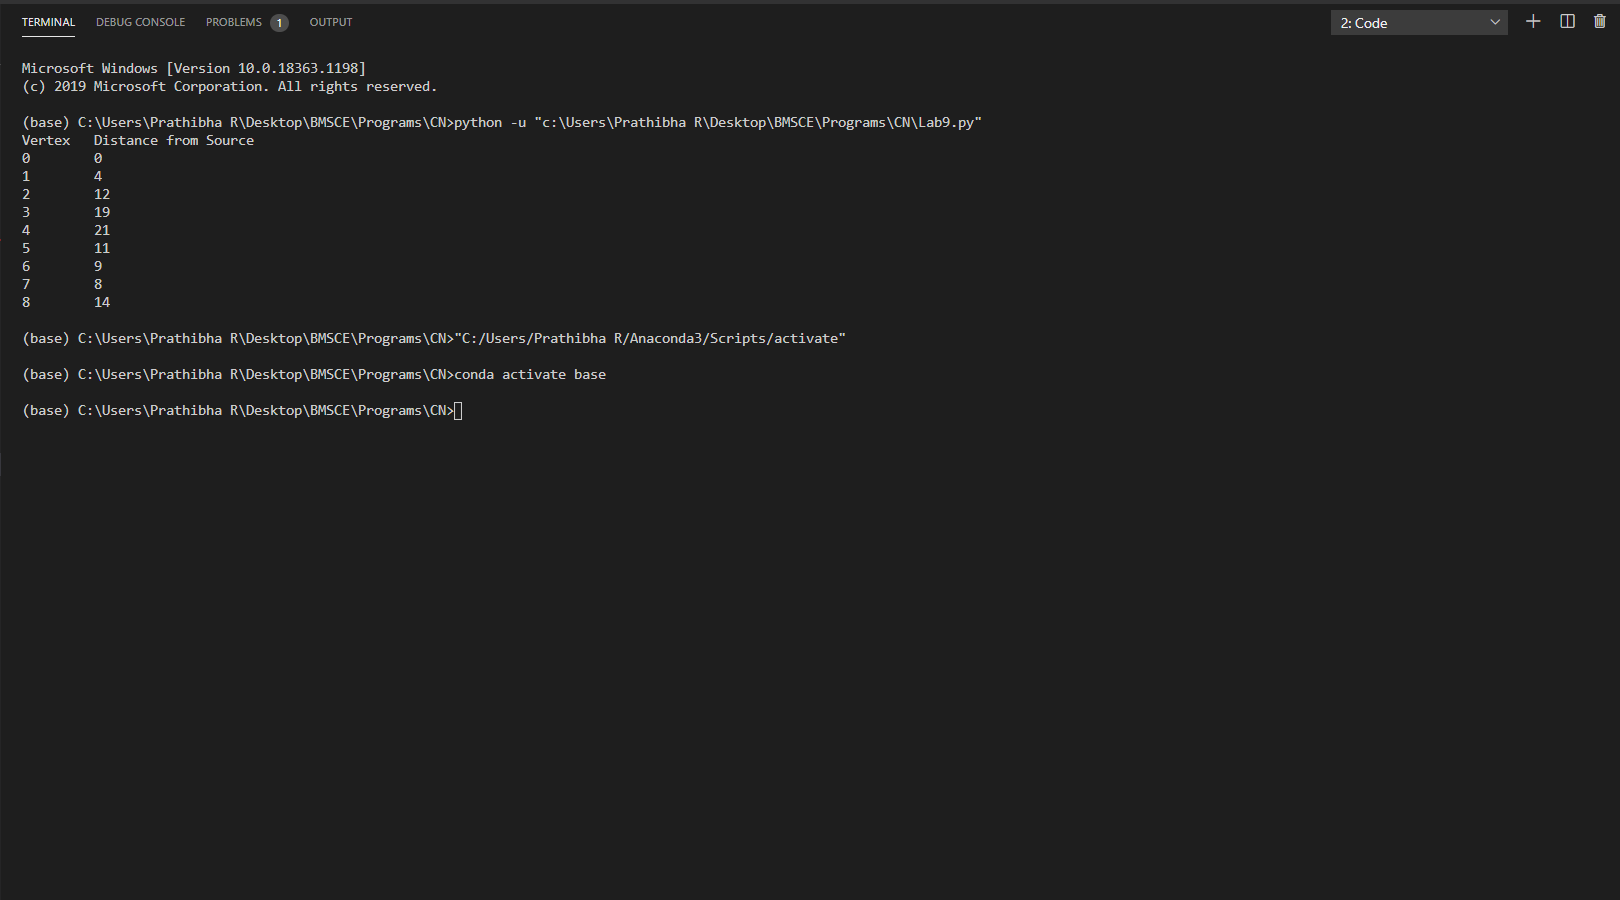 TERMINAL DEBUG CONSOLE PROBLEMS 1 OUTPUT 2: Code
Microsoft Windows [Version 10.0.18363.1198]
(c) 2019 Microsoft Corporation. All rights reserved.
(base) C:\Users\Prathibha R\Desktop\BMSCE\Programs\CN>python -u "c:\Users\Prathibha R\Desktop\BMSCE\Programs\CN\Lab9.py"
Vertex Distance from Source
0 0
1 4
2 12
3 19
4 21
5 11
6 9
7 8
8 14
(base) C:\Users\Prathibha R\Desktop\BMSCE\Programs\CN>"C:/Users/Prathibha R/Anaconda3/Scripts/activate"
(base) C:\Users\Prathibha R\Desktop\BMSCE\Programs\CN>conda activate base
(base) C:\Users\Prathibha R\Desktop\BMSCE\Programs\CN>